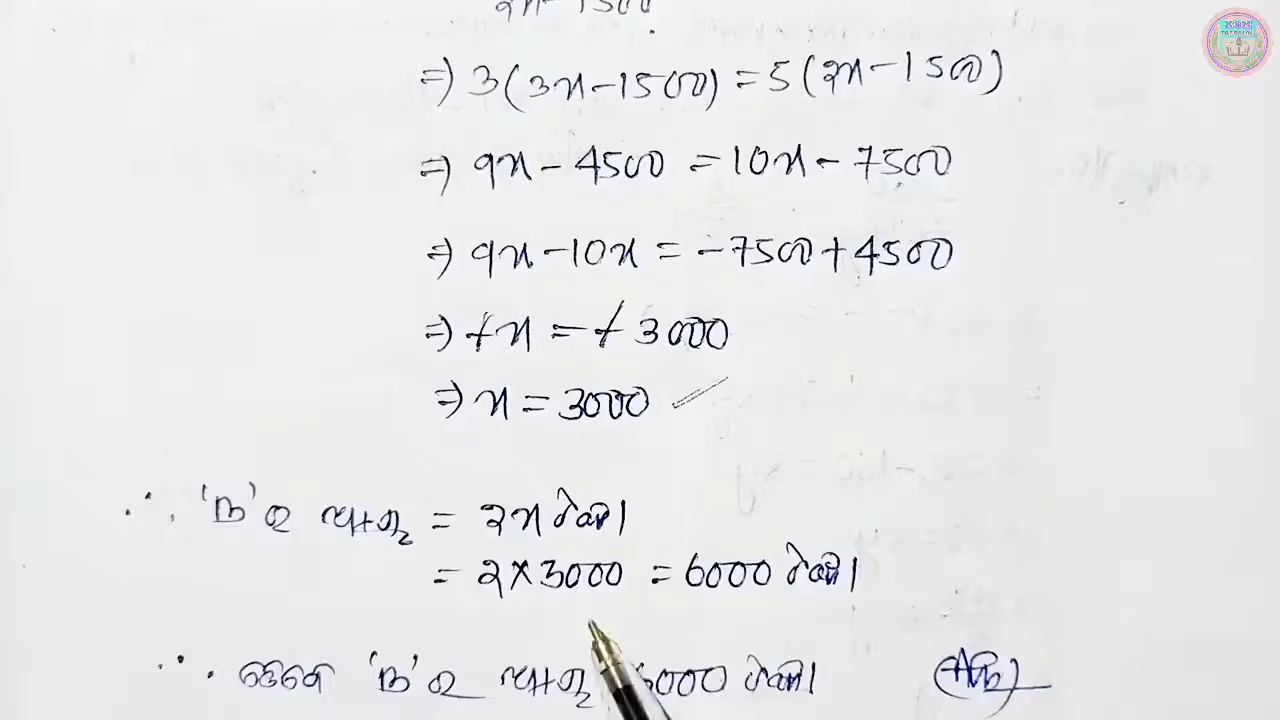 ⇒ 3(3x-1500) = 5(2x-1500)
⇒ 9x - 4500 = 10x - 7500
⇒ 9x - 10x = -7500 + 4500
⇒ +x = + 3000
⇒ x = 3000
∴ 'B'ର ଆୟ = 2x ଟଙ୍କା
= 2×3000 = 6000 ଟଙ୍କା
∴ ତେବେ 'B'ର ଆୟ 6000 ଟଙ୍କା (Ans)